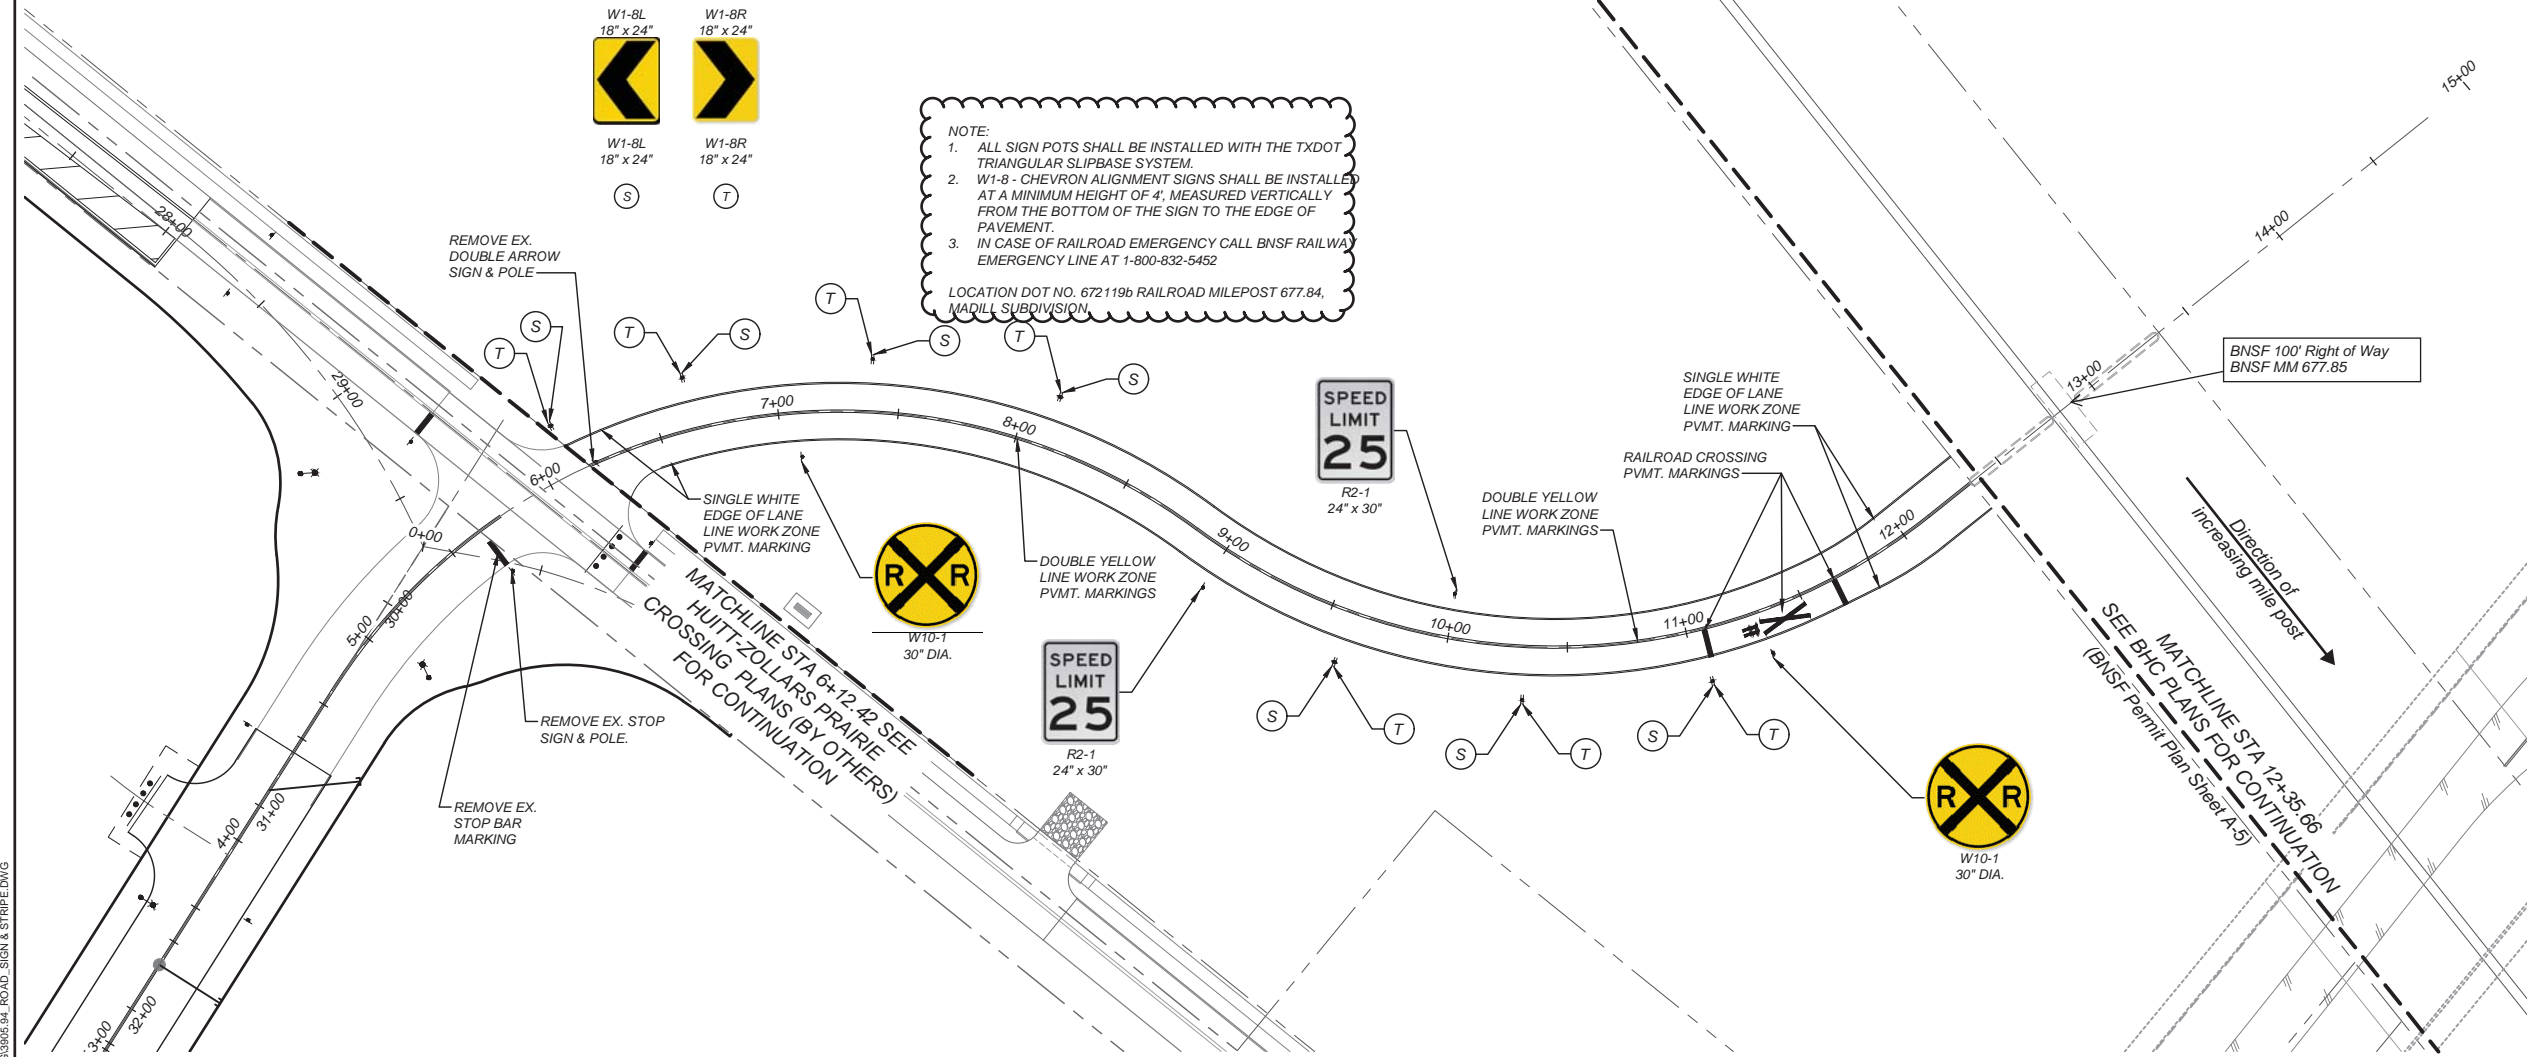 W1-8L
18" x 24"
W1-8R
18" x 24"
W1-8L
18" x 24"
W1-8R
18" x 24"
S
T
NOTE:
1. ALL SIGN POTS SHALL BE INSTALLED WITH THE TXDOT
TRIANGULAR SLIPBASE SYSTEM.
2. W1-8 - CHEVRON ALIGNMENT SIGNS SHALL BE INSTALLED
AT A MINIMUM HEIGHT OF 4', MEASURED VERTICALLY
FROM THE BOTTOM OF THE SIGN TO THE EDGE OF
PAVEMENT.
3. IN CASE OF RAILROAD EMERGENCY CALL BNSF RAILWAY
EMERGENCY LINE AT 1-800-832-5452
LOCATION DOT NO. 672119b RAILROAD MILEPOST 677.84,
MADILL SUBDIVISION.
15+00
14+00
13+00
BNSF 100' Right of Way
BNSF MM 677.85
28+00
29+00
REMOVE EX.
DOUBLE ARROW
SIGN & POLE
S
T
T
S
T
S
T
S
6+00
7+00
8+00
9+00
10+00
11+00
12+00
SPEED
LIMIT
25
R2-1
24" x 30"
SINGLE WHITE
EDGE OF LANE
LINE WORK ZONE
PVMT. MARKING
RAILROAD CROSSING
PVMT. MARKINGS
DOUBLE YELLOW
LINE WORK ZONE
PVMT. MARKINGS
SINGLE WHITE
EDGE OF LANE
LINE WORK ZONE
PVMT. MARKING
R R
W10-1
30" DIA.
DOUBLE YELLOW
LINE WORK ZONE
PVMT. MARKINGS
SPEED
LIMIT
25
R2-1
24" x 30"
0+00
5+00
30+00
4+00
31+00
32+00
3+00
REMOVE EX. STOP
SIGN & POLE.
REMOVE EX.
STOP BAR
MARKING
MATCHLINE STA 6+12.42 SEE
HUITT-ZOLLARS PRAIRIE
CROSSING PLANS (BY OTHERS)
FOR CONTINUATION
S
T
S
T
S
T
RR
R R
W10-1
30" DIA.
Direction of
increasing mile post
MATCHLINE STA 12+35.66
SEE BHC PLANS FOR CONTINUATION
(BNSF Permit Plan Sheet A-5)
3905.94_ROAD_SIGN & STRIPE.DWG